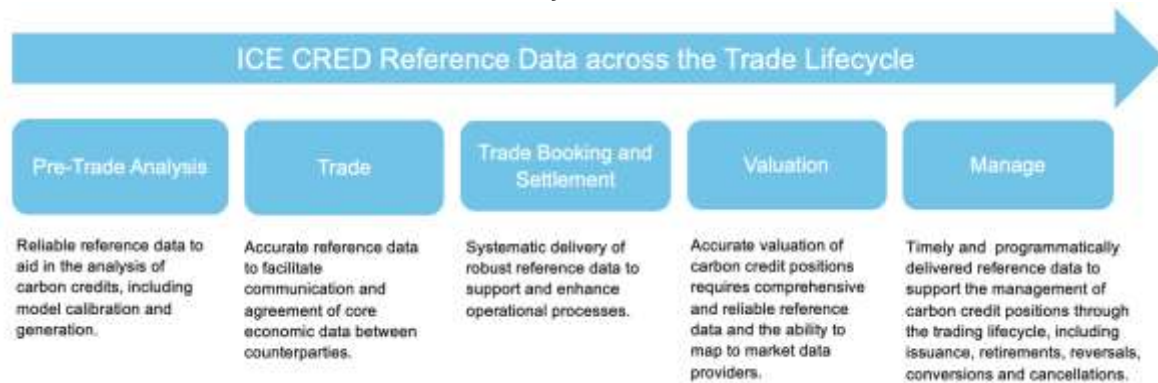 ICE CRED Reference Data across the Trade Lifecycle
Pre-Trade Analysis
Reliable reference data to
aid in the analysis of
carbon credits, including
model calibration and
generation.
Trade
Accurate reference data
to facilitate
communication and
agreement of core
economic data between
counterparties.
Trade Booking and
Settlement
Systematic delivery of
robust reference data to
support and enhance
operational processes.
Valuation
Accurate valuation of
carbon credit positions
requires comprehensive
and reliable reference
data and the ability to
map to market data
providers.
Manage
Timely and programmatically
delivered reference data to
support the management of
carbon credit positions through
the trading lifecycle, including
issuance, retirements, reversals,
conversions and cancellations.